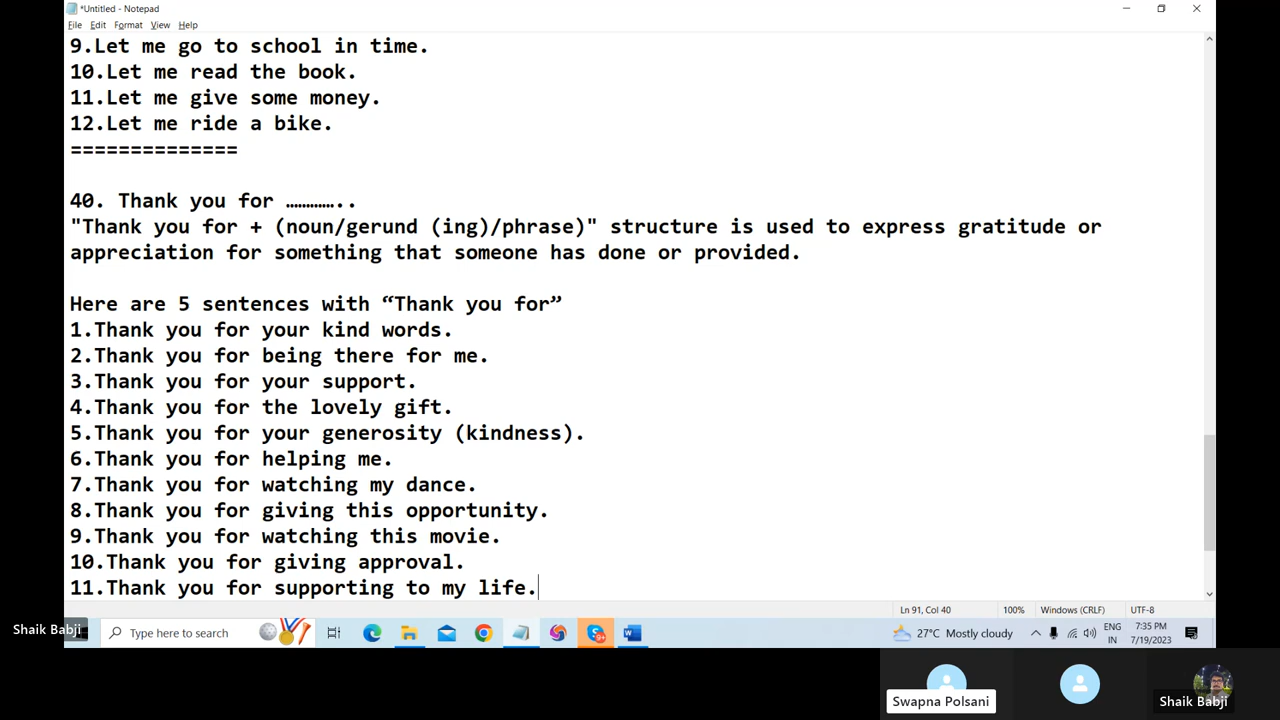 *Untitled - Notepad
File Edit Format View Help
9.Let me go to school in time.
10.Let me read the book.
11.Let me give some money.
12.Let me ride a bike.
==============
40. Thank you for …………..
"Thank you for + (noun/gerund (ing)/phrase)" structure is used to express gratitude or
appreciation for something that someone has done or provided.
Here are 5 sentences with “Thank you for”
1.Thank you for your kind words.
2.Thank you for being there for me.
3.Thank you for your support.
4.Thank you for the lovely gift.
5.Thank you for your generosity (kindness).
6.Thank you for helping me.
7.Thank you for watching my dance.
8.Thank you for giving this opportunity.
9.Thank you for watching this movie.
10.Thank you for giving approval.
11.Thank you for supporting to my life.
Ln 91, Col 40 100% Windows (CRLF) UTF-8
Shaik Babji
Type here to search
27°C Mostly cloudy
ENG
IN
7:35 PM
7/19/2023
Swapna Polsani
Shaik Babji